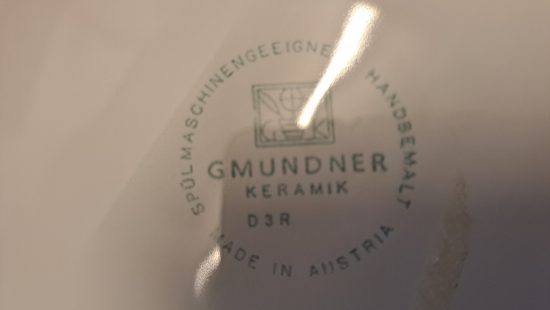 SPÜLMASCHINENGEEIGNET HANDBEMALT
G K
GMUNDNER
KERAMIK
D3R
MADE IN AUSTRIA